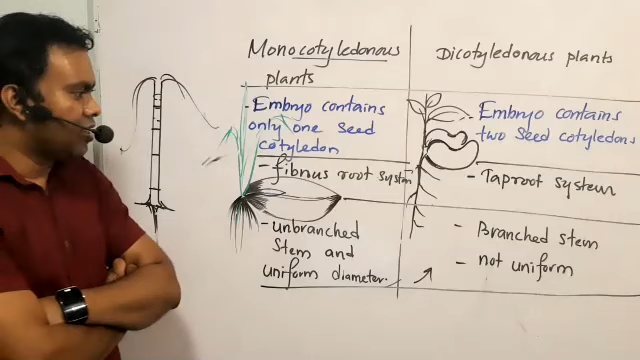 Monocotyledonous
plants
- Embryo contains
only one seed
cotyledon
- fibnus root system
- unbranched
Stem and
uniform diameter.
Dicotyledonous plants
- Embryo contains
two seed cotyledons
- Taproot system
- Branched stem
- not uniform